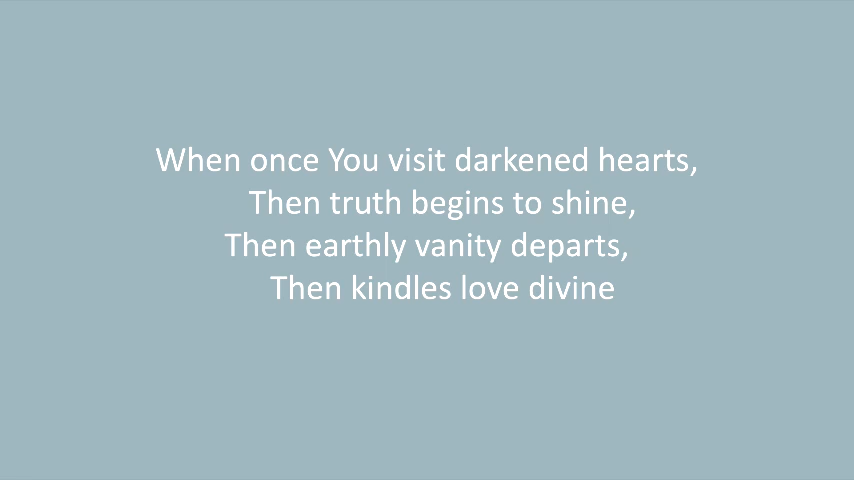 When once You visit darkened hearts,
Then truth begins to shine,
Then earthly vanity departs,
Then kindles love divine